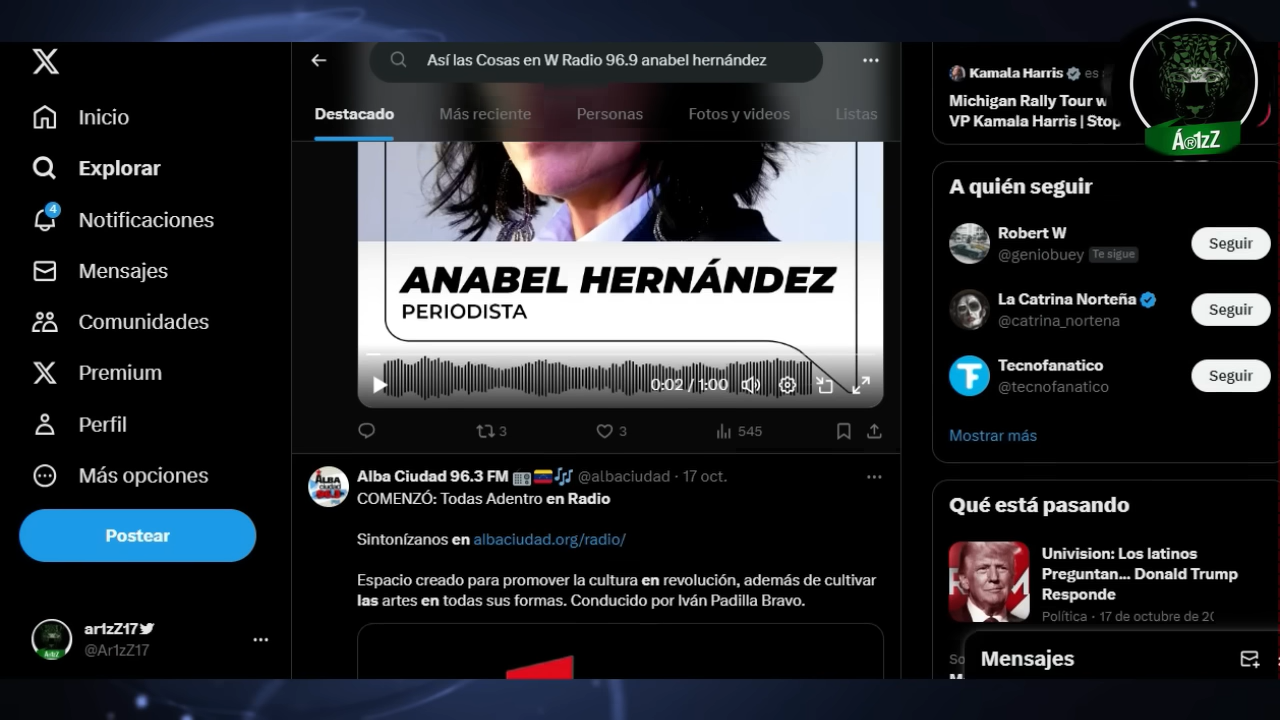 Inicio
Explorar
4
Notificaciones
Mensajes
Comunidades
Premium
Perfil
Más opciones
Postear
ar1zZ17
@Ar1zZ17
Así las Cosas en W Radio 96.9 anabel hernández
Destacado
Más reciente
Personas
Fotos y videos
Listas
ANABEL HERNÁNDEZ
PERIODISTA
0:02 / 1:00
3
3
545
Alba Ciudad 96.3 FM 📻🇻🇪🎶 @albaciudad · 17 oct.
COMENZÓ: Todas Adentro en Radio
Sintonízanos en albaciudad.org/radio/
Espacio creado para promover la cultura en revolución, además de cultivar
las artes en todas sus formas. Conducido por Iván Padilla Bravo.
Kamala Harris es
Michigan Rally Tour w
VP Kamala Harris | Stop
Á®1zZ
A quién seguir
Robert W
@geniobuey Te sigue
Seguir
La Catrina Norteña
@catrina_nortena
Seguir
Tecnofanatico
@tecnofanatico
Seguir
Mostrar más
Qué está pasando
Univision: Los latinos
Preguntan... Donald Trump
Responde
Política · 17 de octubre de
Mensajes